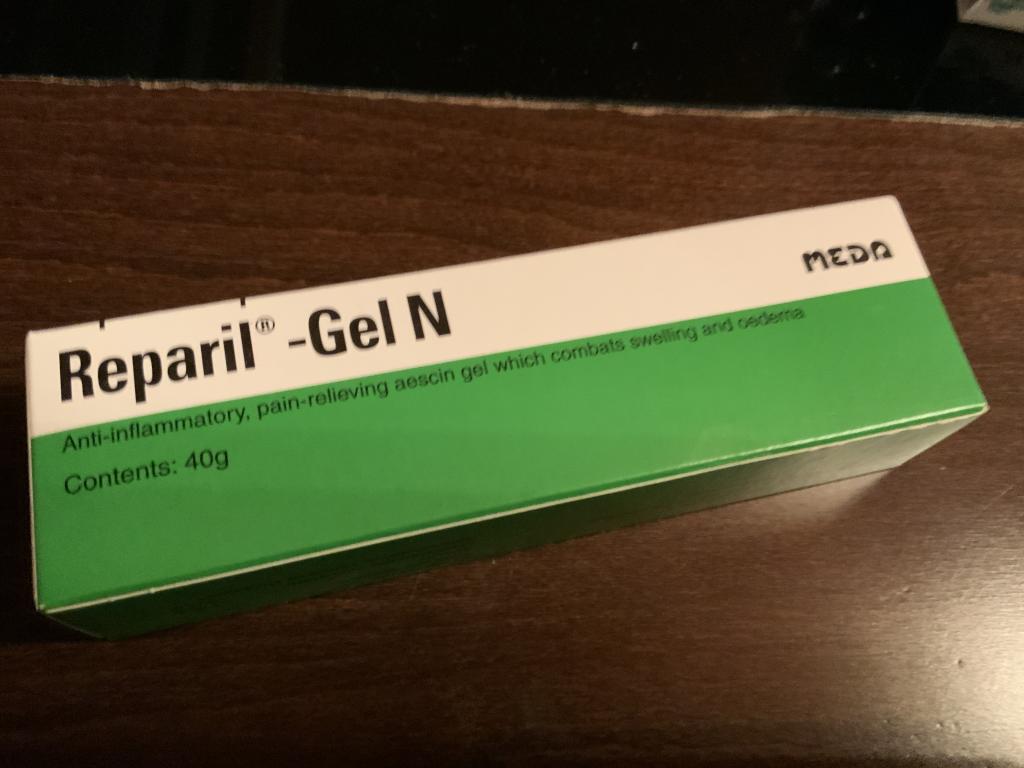 Reparil® -Gel N
MEDA
Anti-inflammatory, pain-relieving aescin gel which combats swelling and oedema
Contents: 40g